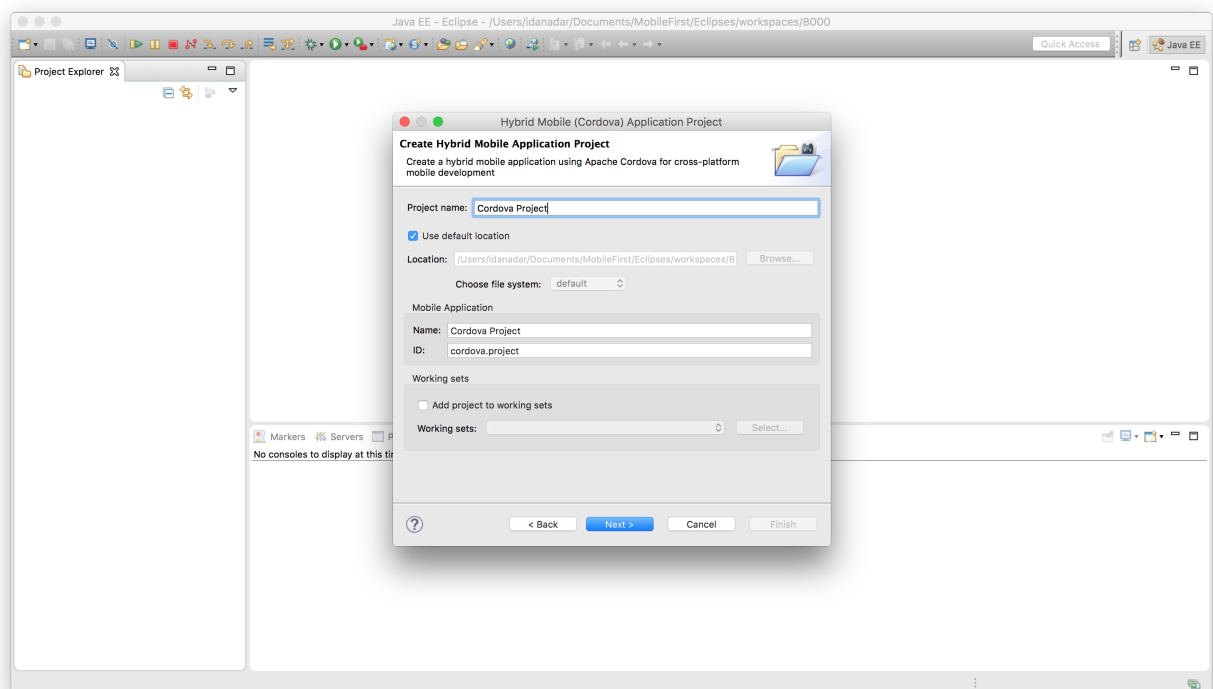 Java EE - Eclipse - /Users/idanadar/Documents/MobileFirst/Eclipses/workspaces/8000
Quick Access
Java EE
Project Explorer
Hybrid Mobile (Cordova) Application Project
Create Hybrid Mobile Application Project
Create a hybrid mobile application using Apache Cordova for cross-platform
mobile development
Project name: Cordova Project
Use default location
Location: /Users/idanadar/Documents/MobileFirst/Eclipses/workspaces/8 Browse...
Choose file system: default
Mobile Application
Name: Cordova Project
ID: cordova.project
Working sets
Add project to working sets
Working sets: Select...
? < Back Next > Cancel Finish
Markers Servers P
No consoles to display at this ti